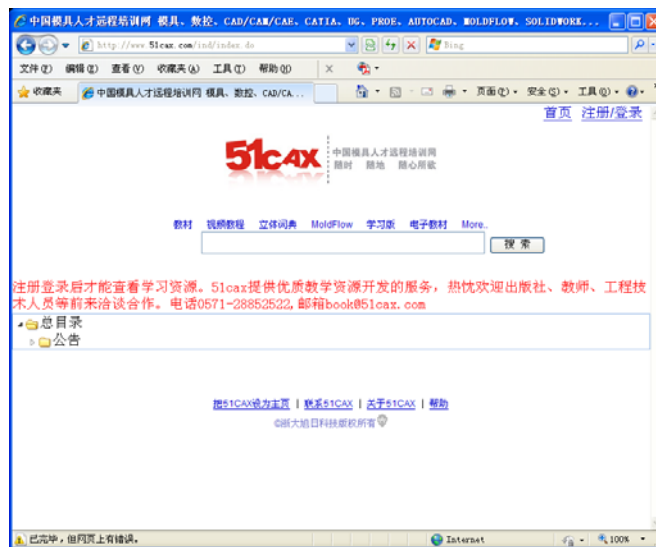 中国模具人才远程培训网 模具、数控、CAD/CAM/CAE、CATIA、UG、PROE、AUTOCAD、MOLDFLOW、SOLIDWORK...
http://www.51cax.com/ind/index.do
Bing
文件(F) 编辑(E) 查看(V) 收藏夹(A) 工具(T) 帮助(H)
收藏夹 中国模具人才远程培训网 模具、数控、CAD/CA... 页面(P) 安全(S) 工具(O)
首页 注册/登录
51CAX 中国模具人才远程培训网
随时 随地 随心所欲
教材 视频教程 立体词典 MoldFlow 学习版 电子教材 More..
搜 索
注册登录后才能查看学习资源。51cax提供优质教学资源开发的服务，热忱欢迎出版社、教师、工程技
术人员等前来洽谈合作。电话0571-28852522,邮箱book@51cax.com
总目录
公告
把51CAX设为主页 | 联系51CAX | 关于51CAX | 帮助
©浙大旭日科技版权所有
已完毕，但网页上有错误。 Internet 100%